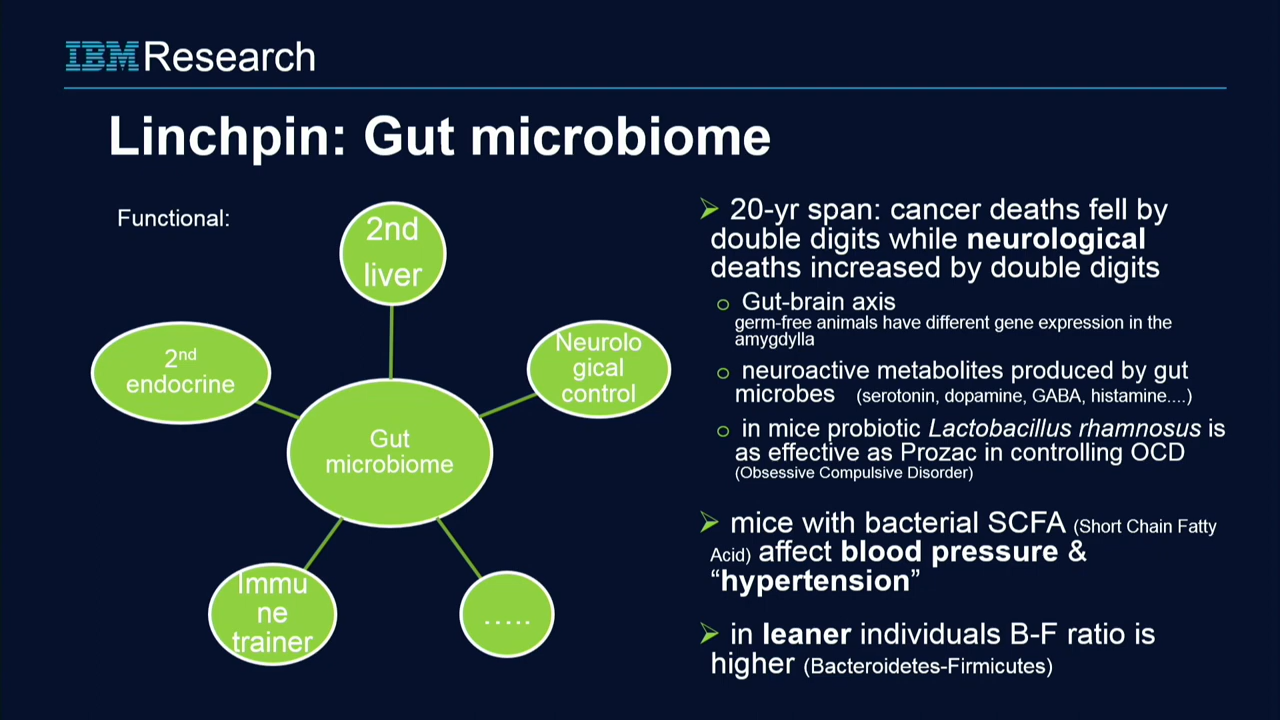 IBM Research
Linchpin: Gut microbiome
Functional:
2nd
liver
2nd
endocrine
Neurolo
gical
control
Gut
microbiome
Immu
ne
trainer
.....
20-yr span: cancer deaths fell by
double digits while neurological
deaths increased by double digits
Gut-brain axis
germ-free animals have different gene expression in the
amygdylla
neuroactive metabolites produced by gut
microbes (serotonin, dopamine, GABA, histamine....)
in mice probiotic Lactobacillus rhamnosus is
as effective as Prozac in controlling OCD
(Obsessive Compulsive Disorder)
mice with bacterial SCFA (Short Chain Fatty
Acid) affect blood pressure &
“hypertension”
in leaner individuals B-F ratio is
higher (Bacteroidetes-Firmicutes)